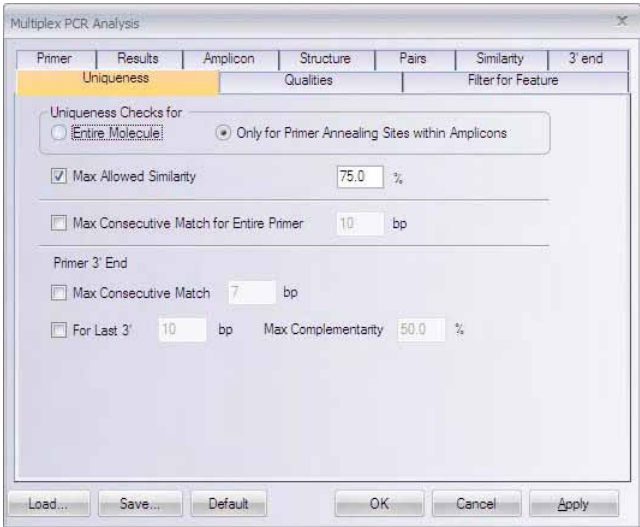 Multiplex PCR Analysis
Primer Results Amplicon Structure Pairs Similarity 3' end
Uniqueness Qualities Filter for Feature
Uniqueness Checks for
Entire Molecule Only for Primer Annealing Sites within Amplicons
Max Allowed Similarity 75.0 %
Max Consecutive Match for Entire Primer 10 bp
Primer 3' End
Max Consecutive Match 7 bp
For Last 3' 10 bp Max Complementarity 50.0 %
Load... Save... Default OK Cancel Apply